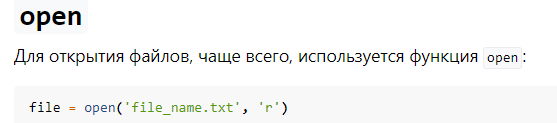 open
Для открытия файлов, чаще всего, используется функция open:
file = open('file_name.txt', 'r')